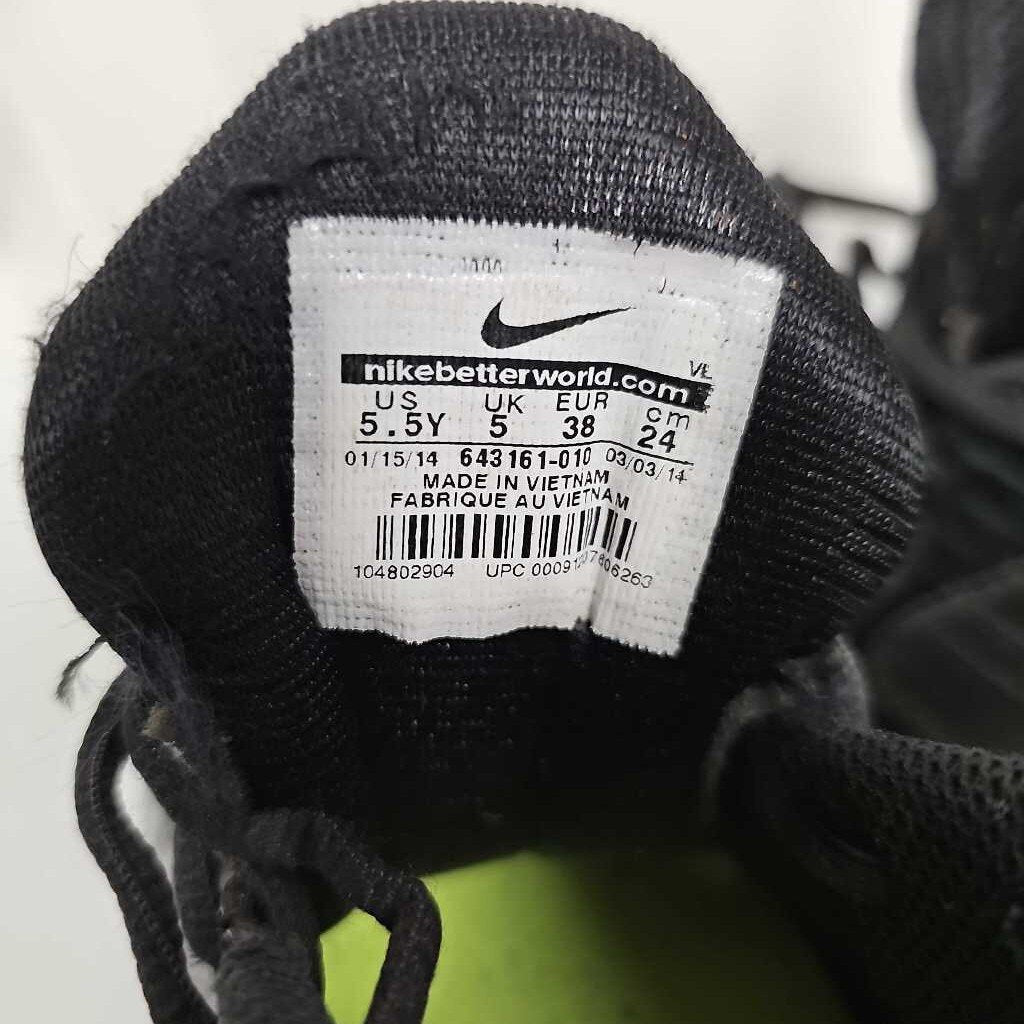 VL
nikebetterworld.com
US UK EUR cm
5.5Y 5 38 24
01/15/14 643161-010 03/03/14
MADE IN VIETNAM
FABRIQUE AU VIETNAM
104802904 UPC